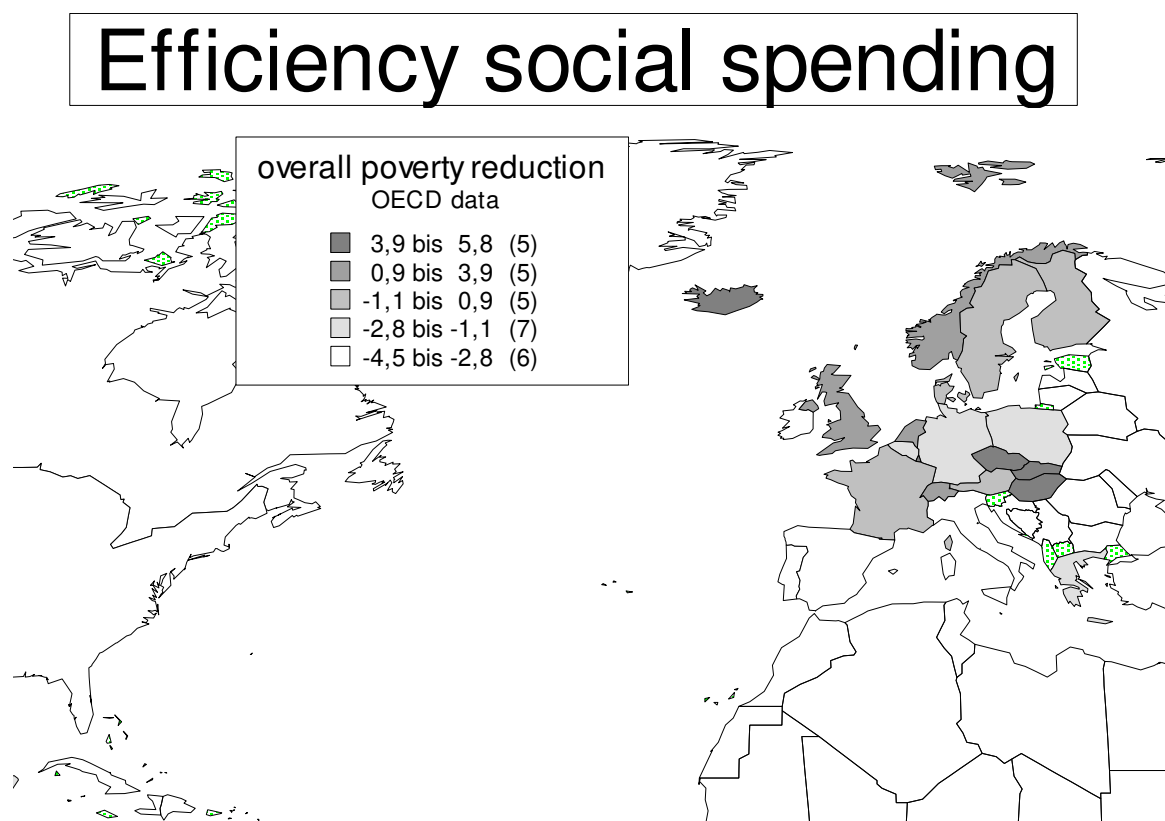 Efficiency social spending
overall poverty reduction
OECD data
3,9 bis 5,8 (5)
0,9 bis 3,9 (5)
-1,1 bis 0,9 (5)
-2,8 bis -1,1 (7)
-4,5 bis -2,8 (6)